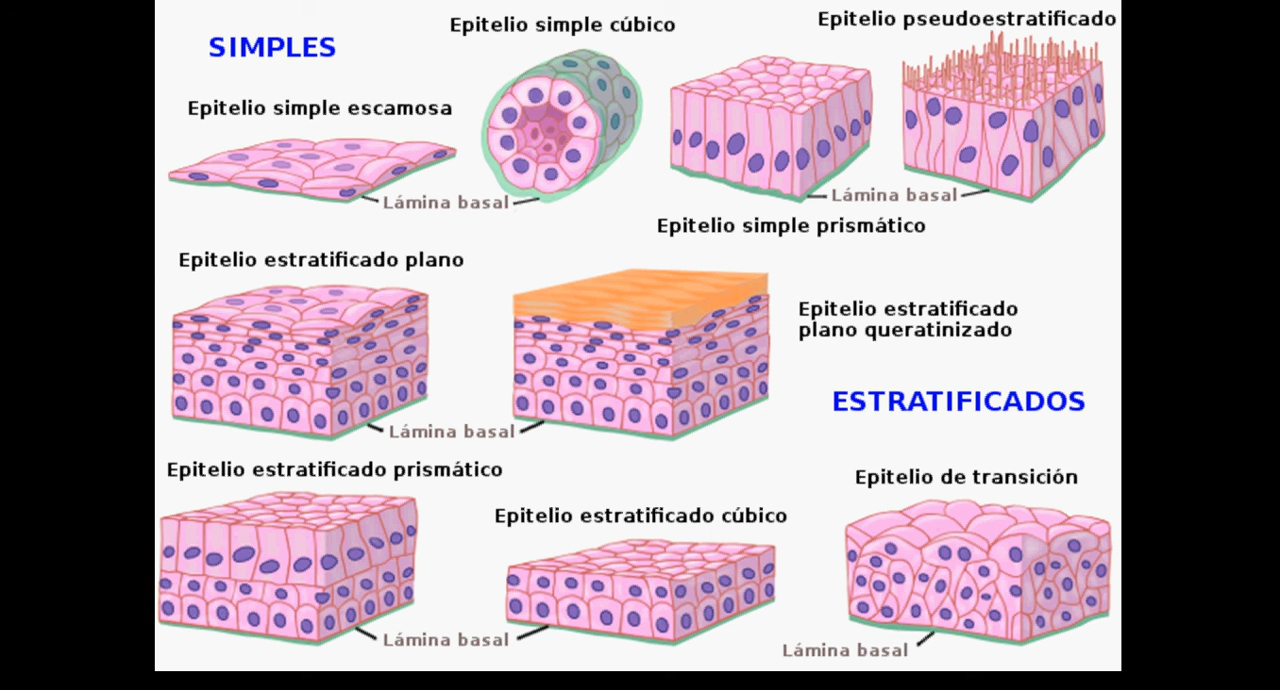 SIMPLES
Epitelio simple cúbico
Epitelio pseudoestratificado
Epitelio simple escamosa
Lámina basal
Lámina basal
Epitelio simple prismático
Epitelio estratificado plano
Epitelio estratificado
plano queratinizado
ESTRATIFICADOS
Lámina basal
Epitelio estratificado prismático
Epitelio de transición
Epitelio estratificado cúbico
Lámina basal
Lámina basal